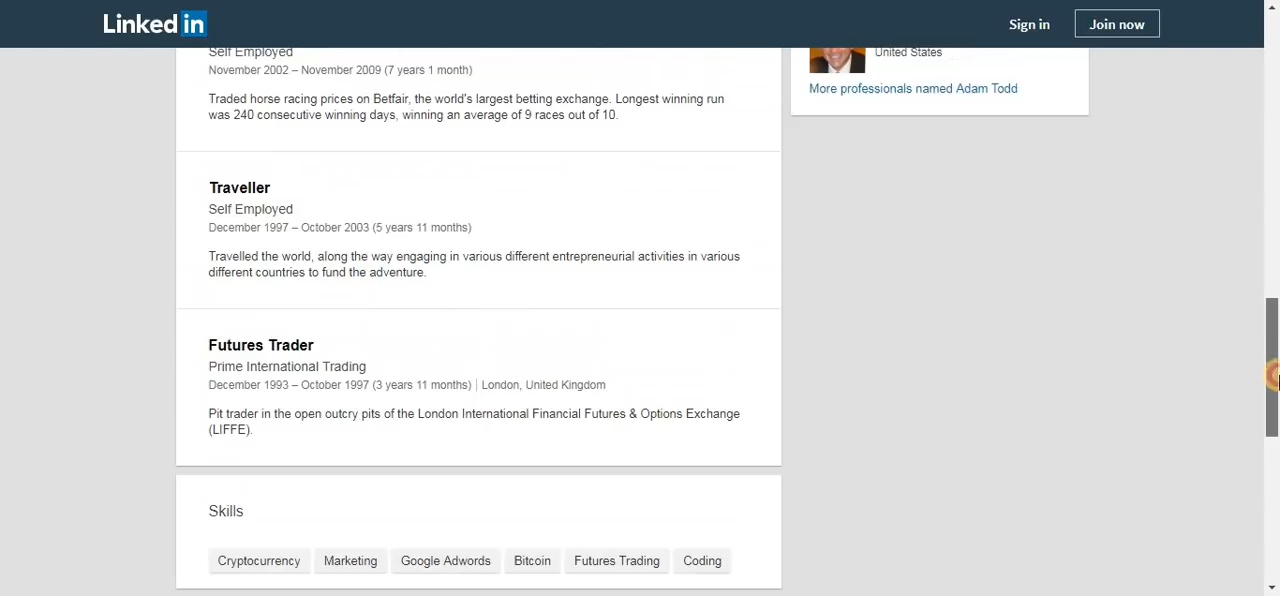 Linked in
Sign in
Join now
Self Employed
November 2002 – November 2009 (7 years 1 month)
Traded horse racing prices on Betfair, the world's largest betting exchange. Longest winning run
was 240 consecutive winning days, winning an average of 9 races out of 10.
Traveller
Self Employed
December 1997 – October 2003 (5 years 11 months)
Travelled the world, along the way engaging in various different entrepreneurial activities in various
different countries to fund the adventure.
Futures Trader
Prime International Trading
December 1993 – October 1997 (3 years 11 months) | London, United Kingdom
Pit trader in the open outcry pits of the London International Financial Futures & Options Exchange
(LIFFE).
Skills
Cryptocurrency
Marketing
Google Adwords
Bitcoin
Futures Trading
Coding
United States
More professionals named Adam Todd